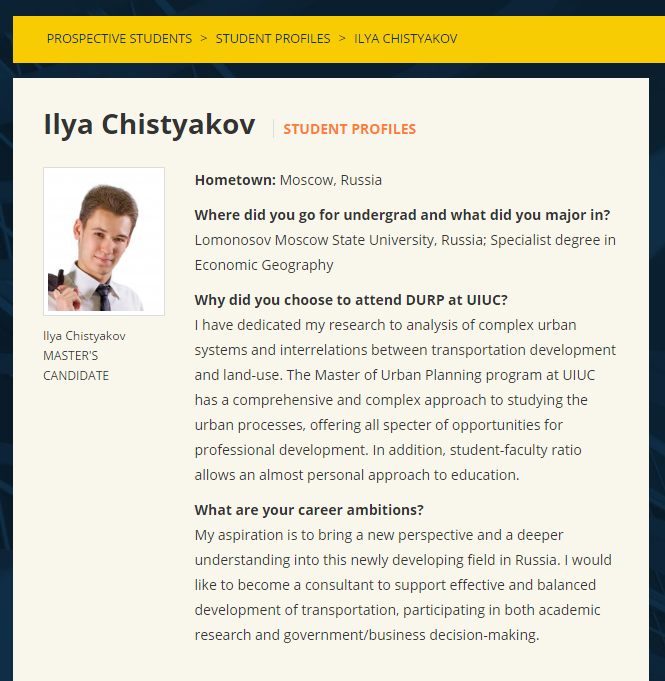 PROSPECTIVE STUDENTS > STUDENT PROFILES > ILYA CHISTYAKOV
Ilya Chistyakov STUDENT PROFILES
Ilya Chistyakov
MASTER'S
CANDIDATE
Hometown: Moscow, Russia
Where did you go for undergrad and what did you major in?
Lomonosov Moscow State University, Russia; Specialist degree in
Economic Geography
Why did you choose to attend DURP at UIUC?
I have dedicated my research to analysis of complex urban
systems and interrelations between transportation development
and land-use. The Master of Urban Planning program at UIUC
has a comprehensive and complex approach to studying the
urban processes, offering all specter of opportunities for
professional development. In addition, student-faculty ratio
allows an almost personal approach to education.
What are your career ambitions?
My aspiration is to bring a new perspective and a deeper
understanding into this newly developing field in Russia. I would
like to become a consultant to support effective and balanced
development of transportation, participating in both academic
research and government/business decision-making.